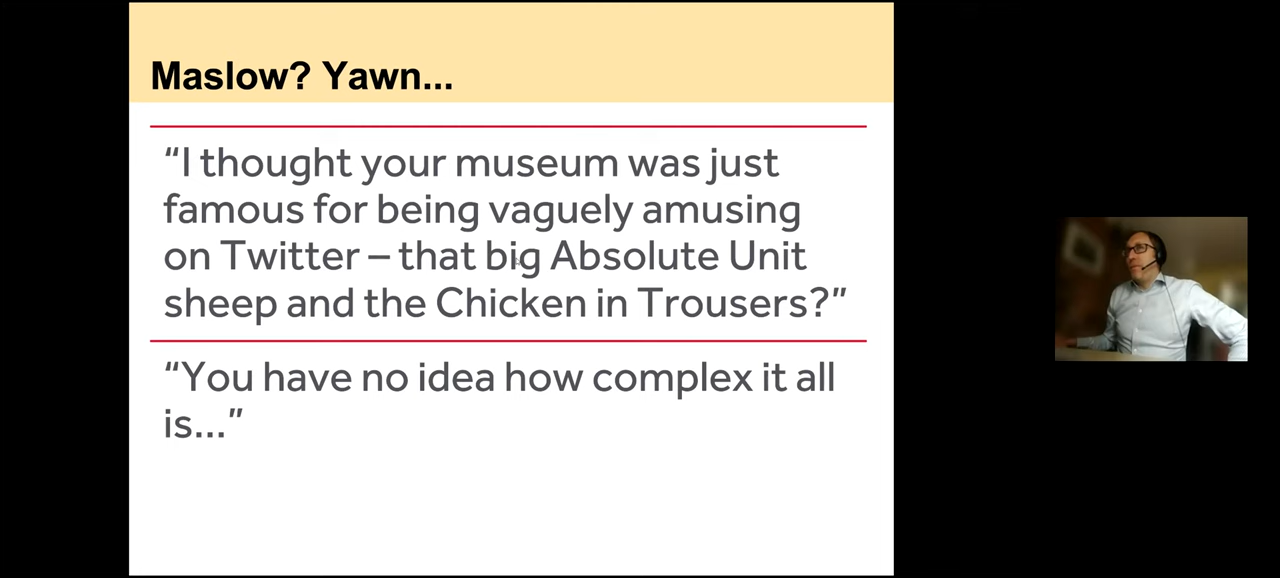 Maslow? Yawn...
“I thought your museum was just
famous for being vaguely amusing
on Twitter – that big Absolute Unit
sheep and the Chicken in Trousers?”
“You have no idea how complex it all
is...”